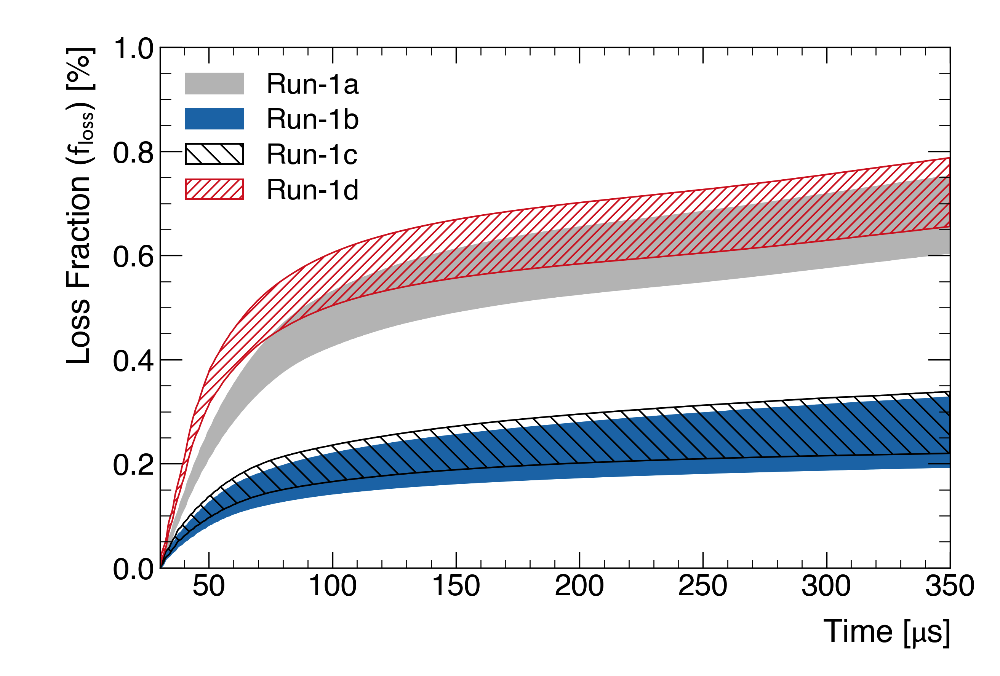 Loss Fraction (filoss) [%]
1.0
0.8
0.6
0.4
0.2
0.0
Run-1a
Run-1b
Run-1c
Run-1d
50 100 150 200 250 300 350
Time [μs]